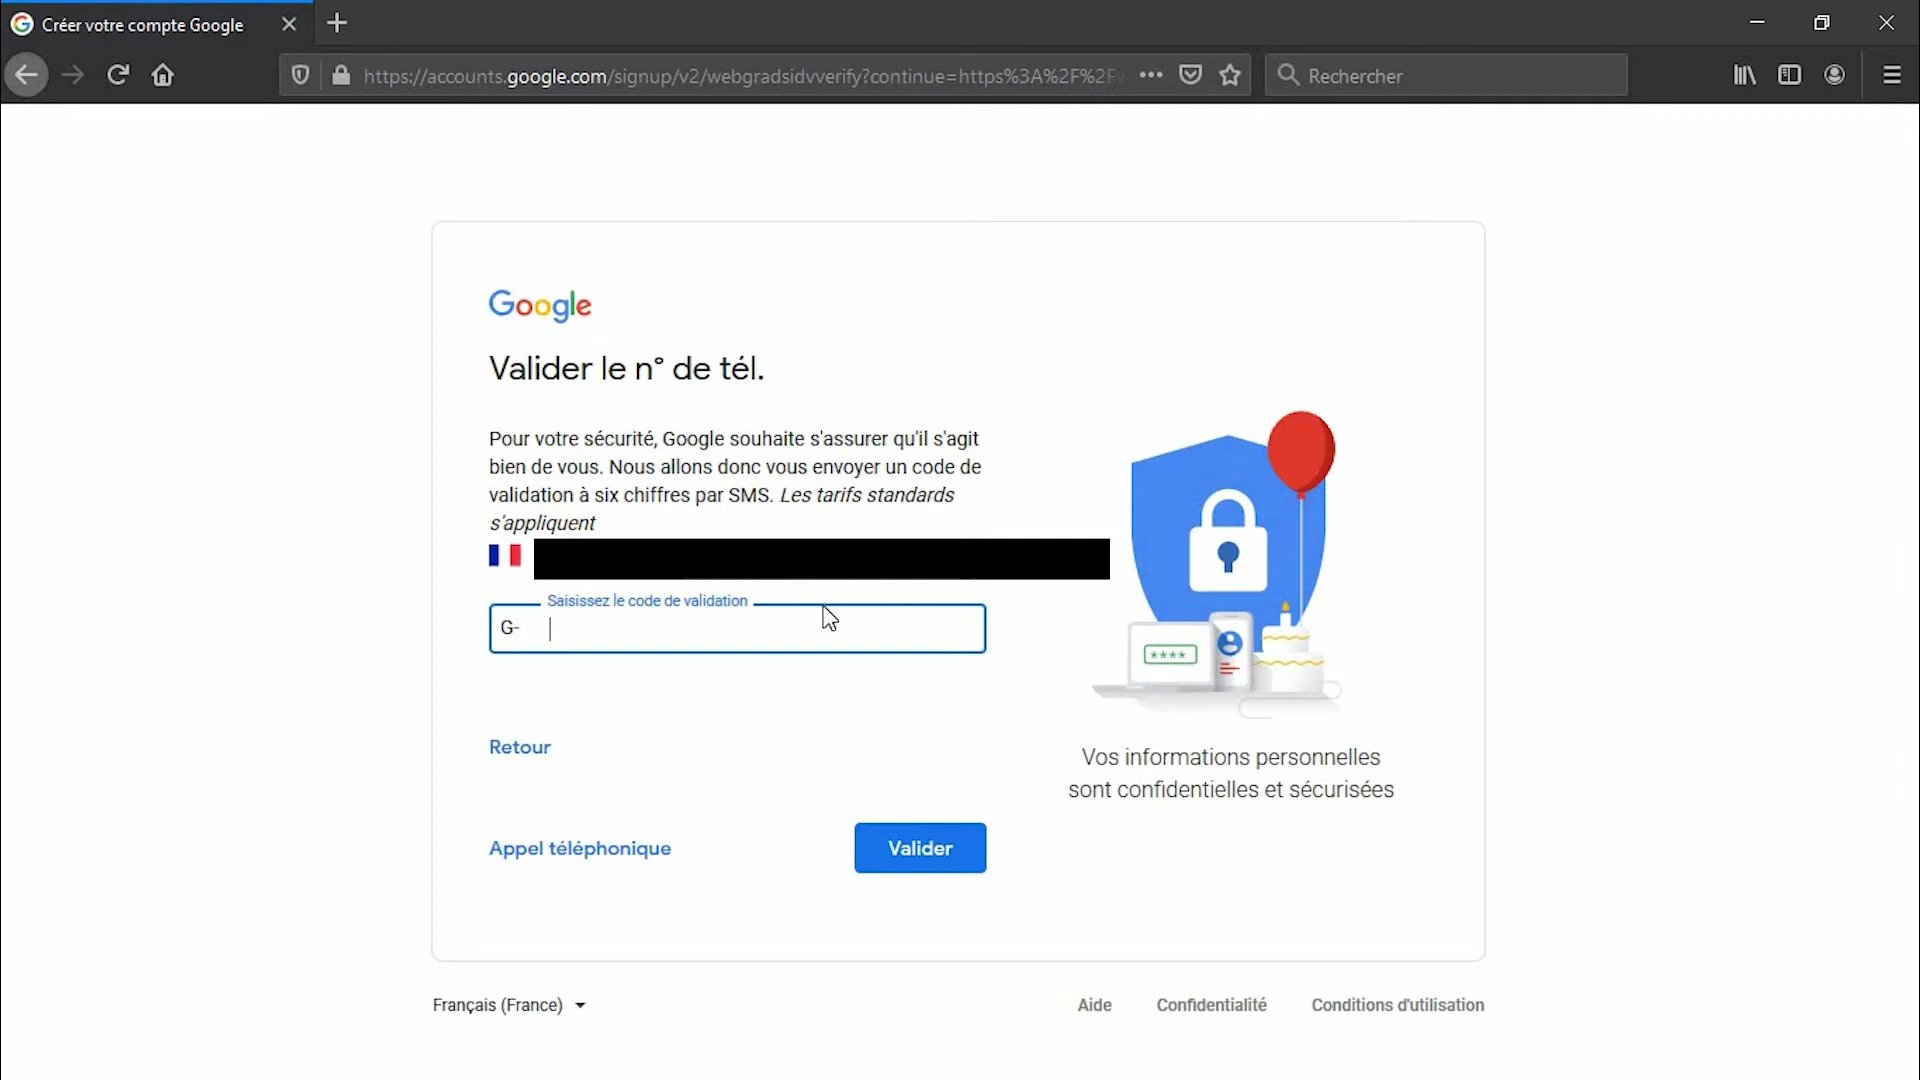 Créer votre compte Google
https://accounts.google.com/signup/v2/webgradsidvverify?continue=https%3A%2F%2F
Rechercher
Google
Valider le n° de tél.
Pour votre sécurité, Google souhaite s'assurer qu'il s'agit
bien de vous. Nous allons donc vous envoyer un code de
validation à six chiffres par SMS. Les tarifs standards
s'appliquent
Saisissez le code de validation
G-
****
Retour
Vos informations personnelles
sont confidentielles et sécurisées
Appel téléphonique
Valider
Français (France)
Aide
Confidentialité
Conditions d'utilisation